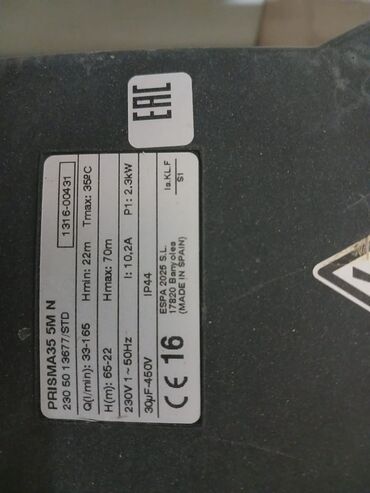 EAC
PRISMA35 5M N
230 50 13677/STD 1316-00431
Q(l/min): 33-165 Hmin: 22m Tmax: 35ºC
H(m): 65-22 Hmax: 70m
230V 1~50Hz I: 10,2A P1: 2.3kW
30µF-450V IP44
CE 16 ESPA 2025 S.L.
17820 Banyoles
(MADE IN SPAIN)
Is.KL.F
S1